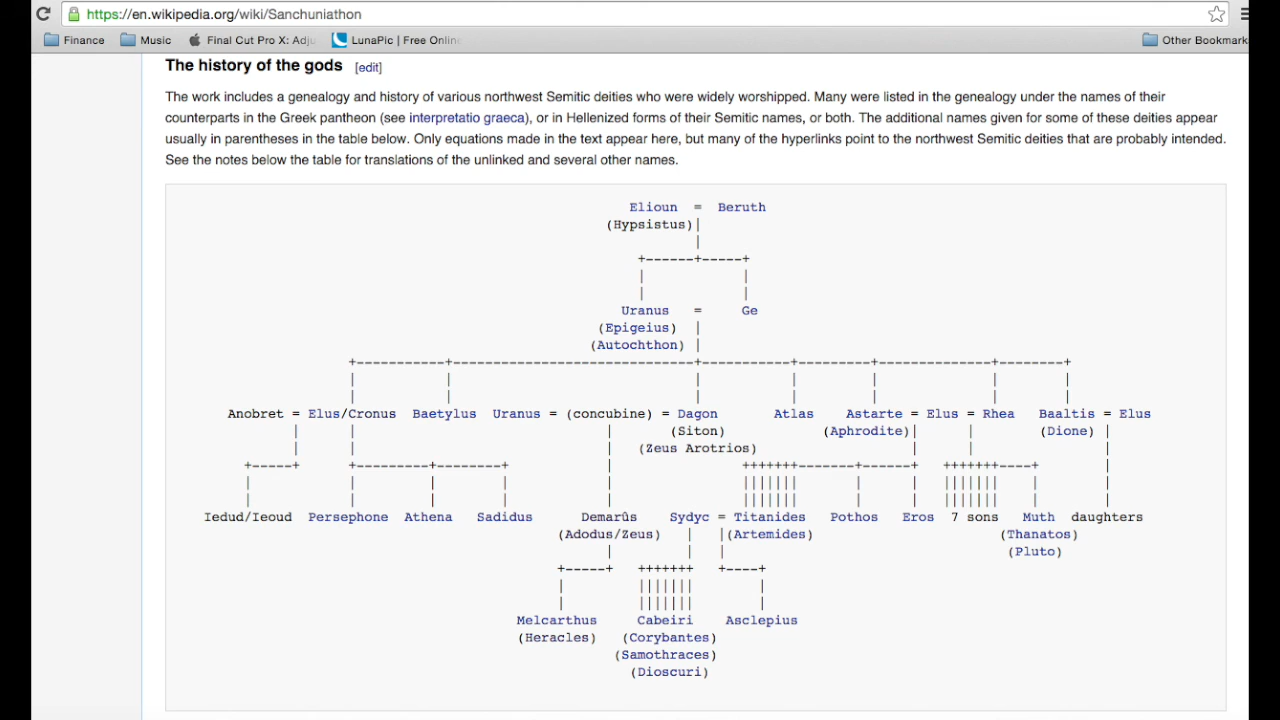 https://en.wikipedia.org/wiki/Sanchuniathon
Finance Music Final Cut Pro X: Adju LunaPic | Free Onlin Other Bookmark
The history of the gods [edit]
The work includes a genealogy and history of various northwest Semitic deities who were widely worshipped. Many were listed in the genealogy under the names of their
counterparts in the Greek pantheon (see interpretatio graeca), or in Hellenized forms of their Semitic names, or both. The additional names given for some of these deities appear
usually in parentheses in the table below. Only equations made in the text appear here, but many of the hyperlinks point to the northwest Semitic deities that are probably intended.
See the notes below the table for translations of the unlinked and several other names.
Elioun = Beruth
(Hypsistus)
Uranus = Ge
(Epigeius)
(Autochthon)
Anobret = Elus/Cronus Baetylus Uranus = (concubine) = Dagon Atlas Astarte = Elus = Rhea Baaltis = Elus
(Siton) (Aphrodite) (Dione)
(Zeus Arotrios)
Iedud/Ieoud Persephone Athena Sadidus Demarûs Sydyc = Titanides Pothos Eros 7 sons Muth daughters
(Adodus/Zeus) (Artemides) (Thanatos)
(Pluto)
Melcarthus Cabeiri Asclepius
(Heracles) (Corybantes)
(Samothraces)
(Dioscuri)